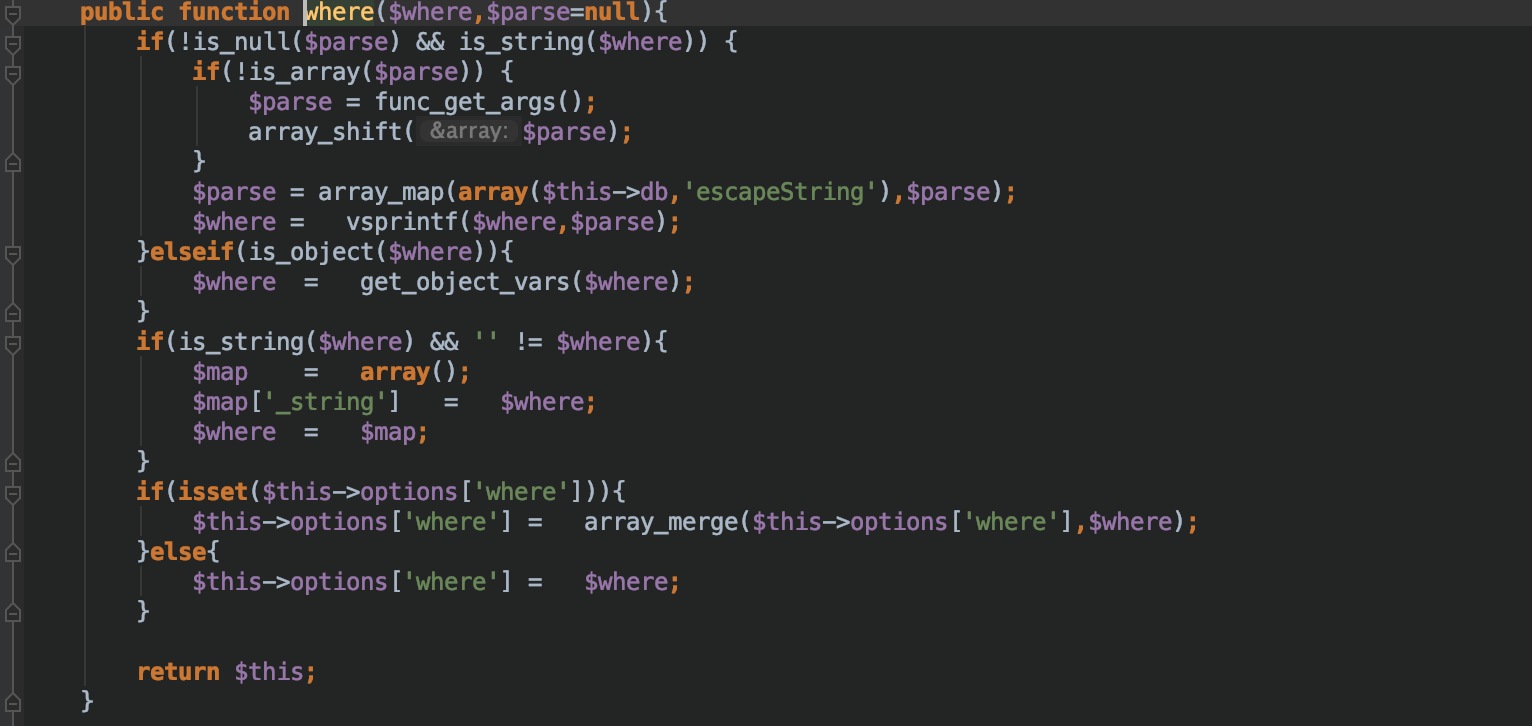 public function where($where,$parse=null){
    if(!is_null($parse) && is_string($where)) {
        if(!is_array($parse)) {
            $parse = func_get_args();
            array_shift( &array: $parse);
        }
        $parse = array_map(array($this->db,'escapeString'),$parse);
        $where =   vsprintf($where,$parse);
    }elseif(is_object($where)){
        $where  =   get_object_vars($where);
    }
    if(is_string($where) && '' != $where){
        $map    =   array();
        $map['_string']   =   $where;
        $where  =   $map;
    }
    if(isset($this->options['where'])){
        $this->options['where'] =   array_merge($this->options['where'],$where);
    }else{
        $this->options['where'] =   $where;
    }

    return $this;
}